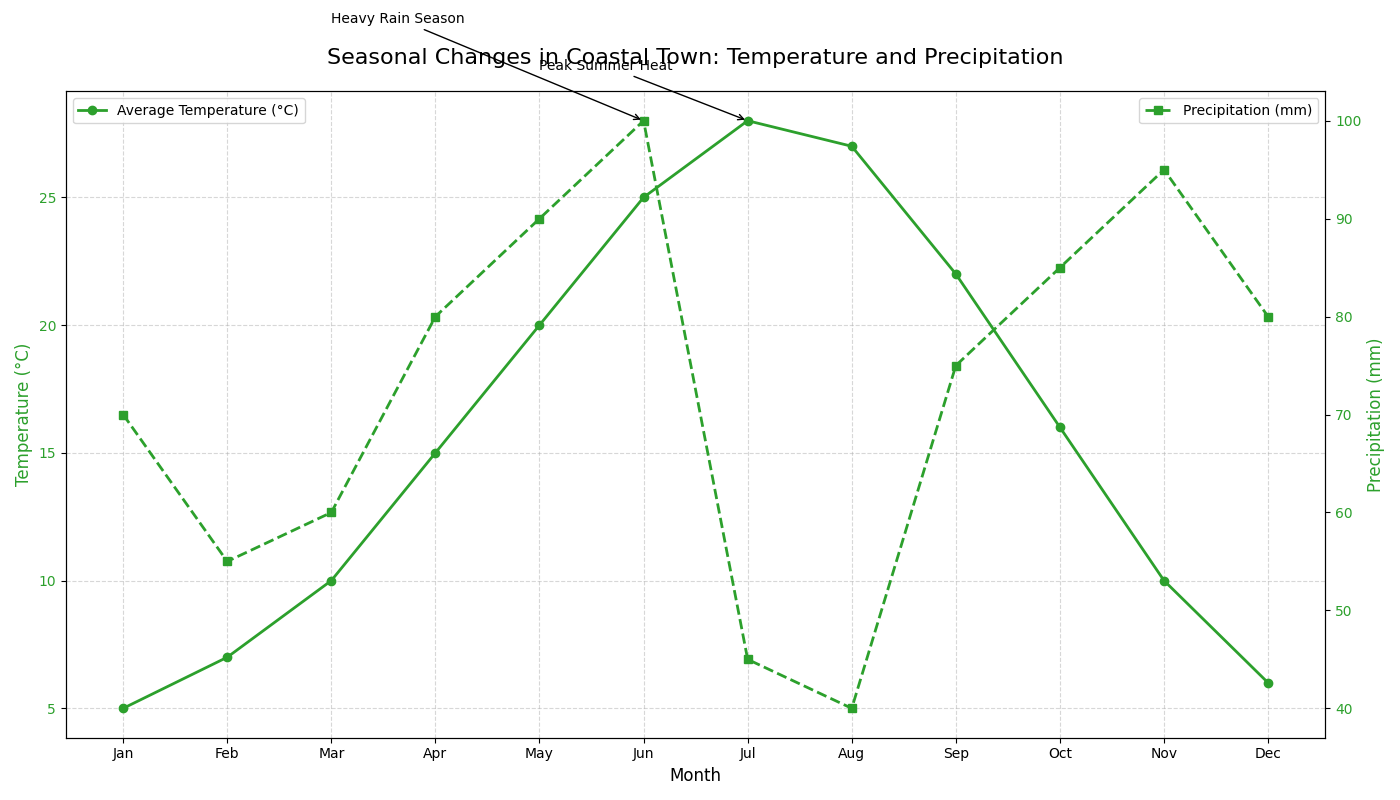 Heavy Rain Season
Seasonal Changes in Coastal Town: Temperature and Precipitation
Peak Summer Heat
Average Temperature (°C)
Precipitation (mm)
25
20
15
10
5
Temperature (°C)
100
90
80
70
60
50
40
Precipitation (mm)
Jan Feb Mar Apr May Jun Jul Aug Sep Oct Nov Dec
Month